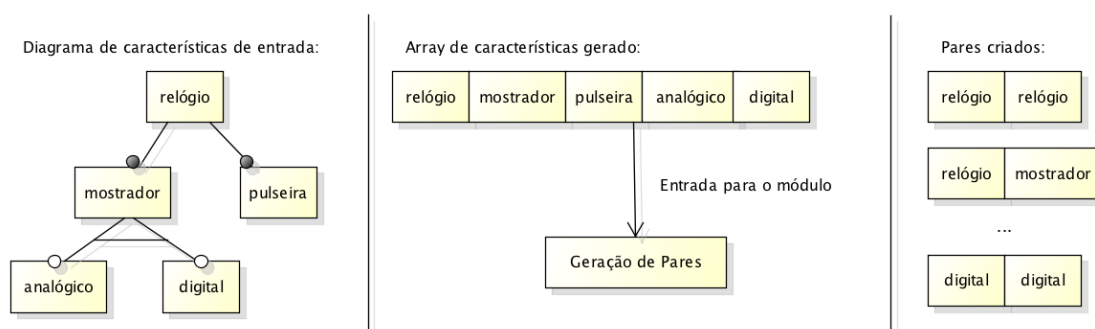 Diagrama de características de entrada:
relógio
mostrador
pulseira
analógico
digital
Array de características gerado:
relógio mostrador pulseira analógico digital
Entrada para o módulo
Geração de Pares
Pares criados:
relógio relógio
relógio mostrador
...
digital digital